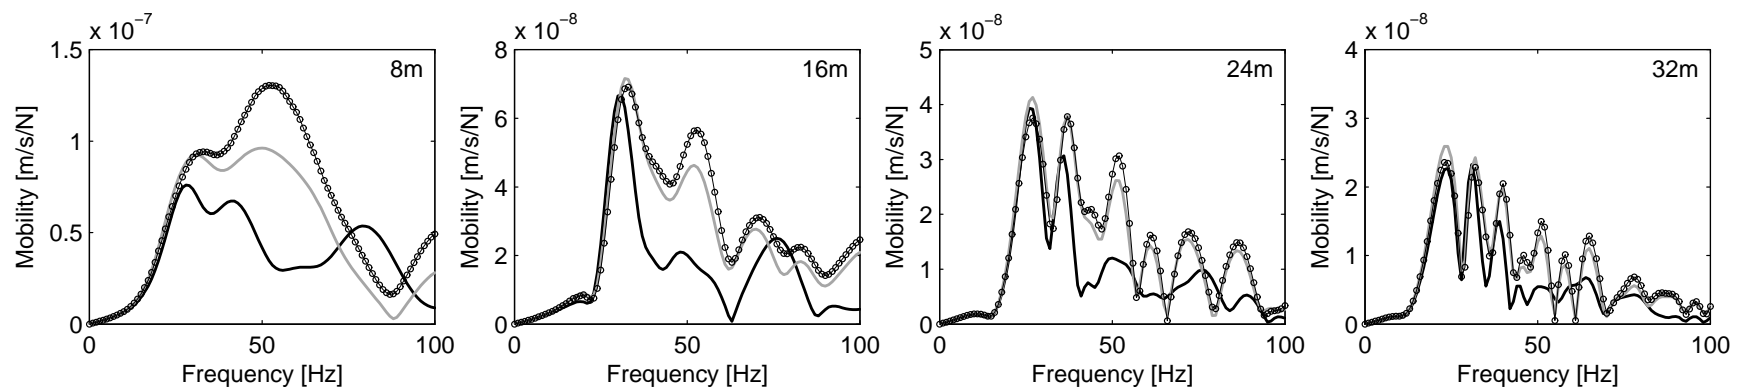 x 10⁻⁷
1.5
1
0.5
0
Mobility [m/s/N]
8m
0 50 100
Frequency [Hz]
x 10⁻⁸
8
6
4
2
0
Mobility [m/s/N]
16m
0 50 100
Frequency [Hz]
x 10⁻⁸
5
4
3
2
1
0
Mobility [m/s/N]
24m
0 50 100
Frequency [Hz]
x 10⁻⁸
4
3
2
1
0
Mobility [m/s/N]
32m
0 50 100
Frequency [Hz]